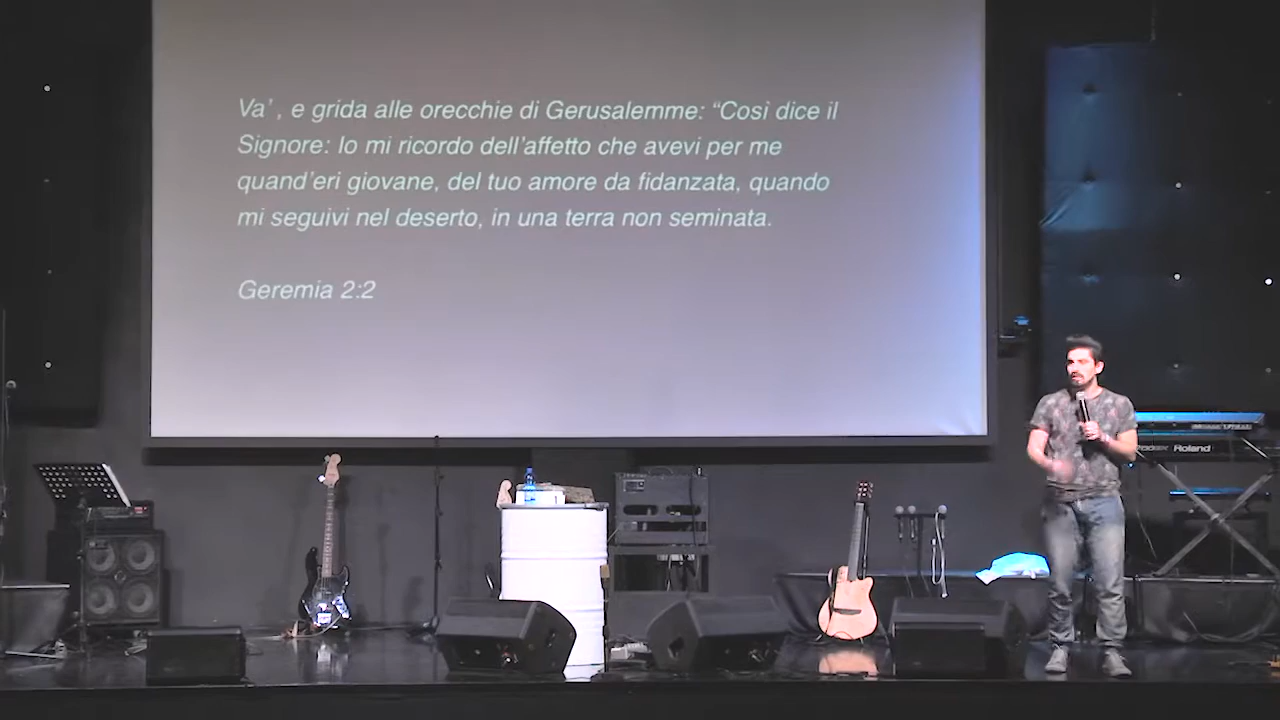 Va’ , e grida alle orecchie di Gerusalemme: “Così dice il
Signore: Io mi ricordo dell’affetto che avevi per me
quand’eri giovane, del tuo amore da fidanzata, quando
mi seguivi nel deserto, in una terra non seminata.
Geremia 2:2
Roland